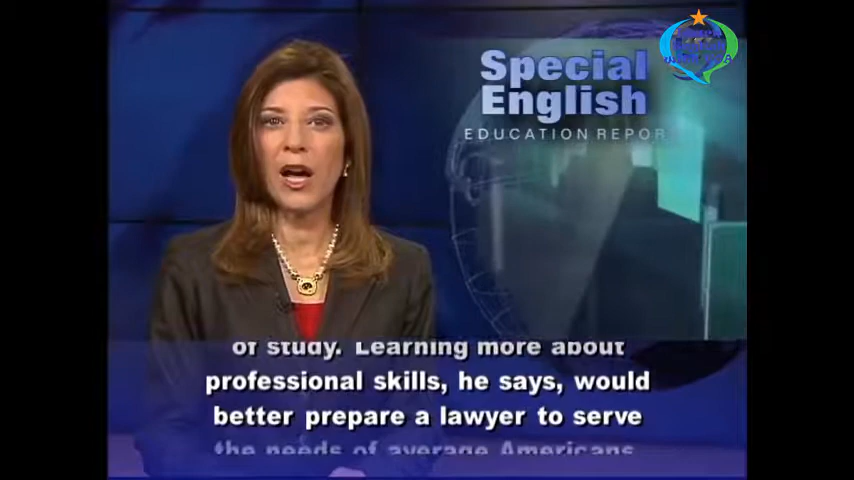 Special
English
EDUCATION REPOR
of study. Learning more about
professional skills, he says, would
better prepare a lawyer to serve
the needs of average Americans.